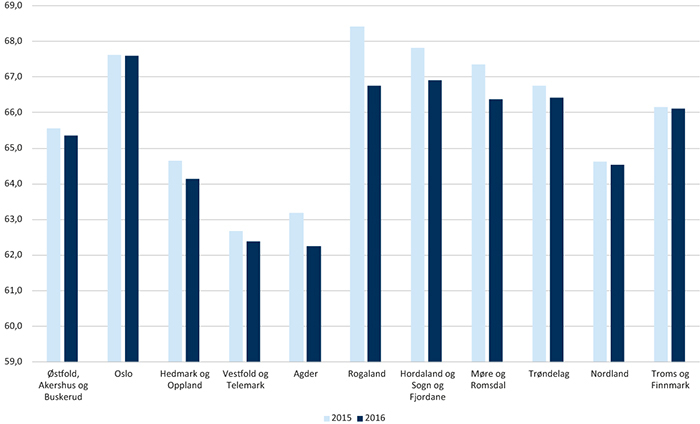 69,0
68,0
67,0
66,0
65,0
64,0
63,0
62,0
61,0
60,0
59,0
Østfold,
Akershus og
Buskerud
Oslo
Hedmark og
Oppland
Vestfold og
Telemark
Agder
Rogaland
Hordaland og
Sogn og
Fjordane
Møre og
Romsdal
Trøndelag
Nordland
Troms og
Finnmark
2015 2016